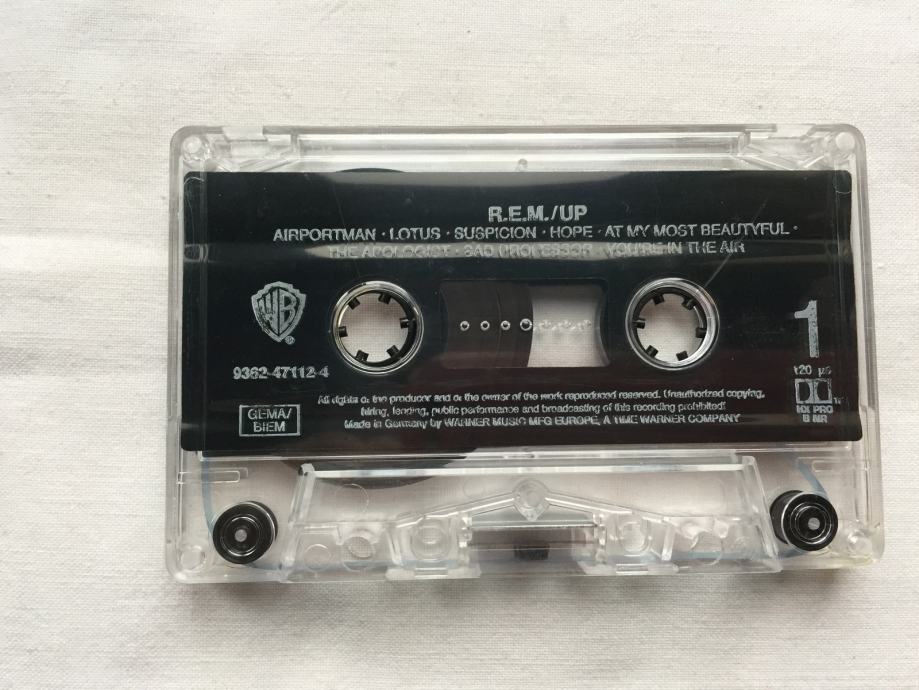 R.E.M./UP
AIRPORTMAN · LOTUS · SUSPICION · HOPE · AT MY MOST BEAUTYFUL ·
THE APOLOGIST · SAD PROFESSOR · YOU'RE IN THE AIR
WB
1
9362-47112-4
120 µs
All rights of the producer and of the owner of the work reproduced reserved. Unauthorized copying,
hiring, lending, public performance and broadcasting of this recording prohibited!
Made in Germany by WARNER MUSIC MFG EUROPE, A TIME WARNER COMPANY
GEMA/
BIEM
HX PRO
B NR